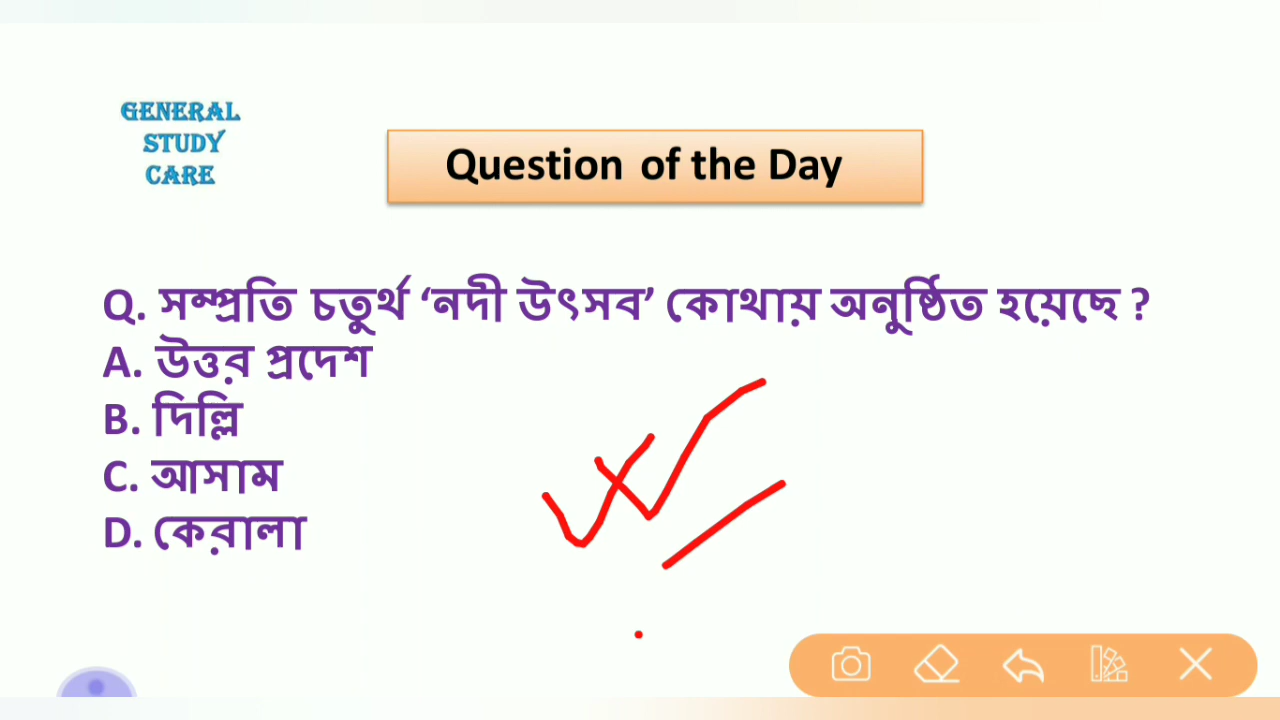 GENERAL
STUDY
CARE
Question of the Day
Q. সম্প্রতি চতুর্থ ‘নদী উৎসব’ কোথায় অনুষ্ঠিত হয়েছে ?
A. উত্তর প্রদেশ
B. দিল্লি
C. আসাম
D. কেরালা